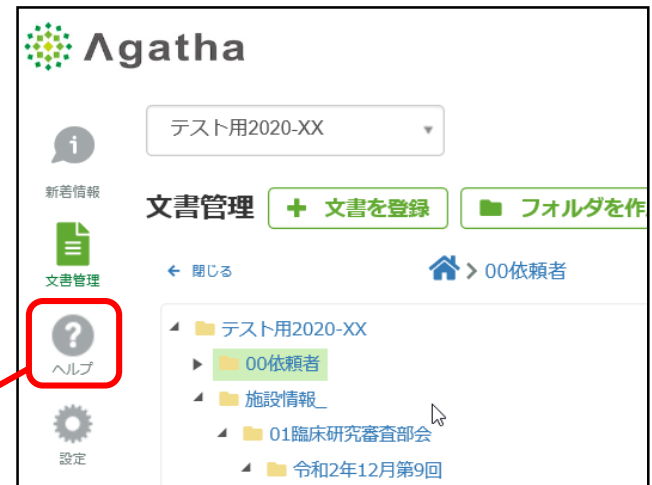 Agatha
テスト用2020-XX
新着情報
文書管理 + 文書を登録 フォルダを作
文書管理
← 閉じる > 00依頼者
テスト用2020-XX
ヘルプ
00依頼者
施設情報_
01臨床研究審査部会
設定
令和2年12月第9回